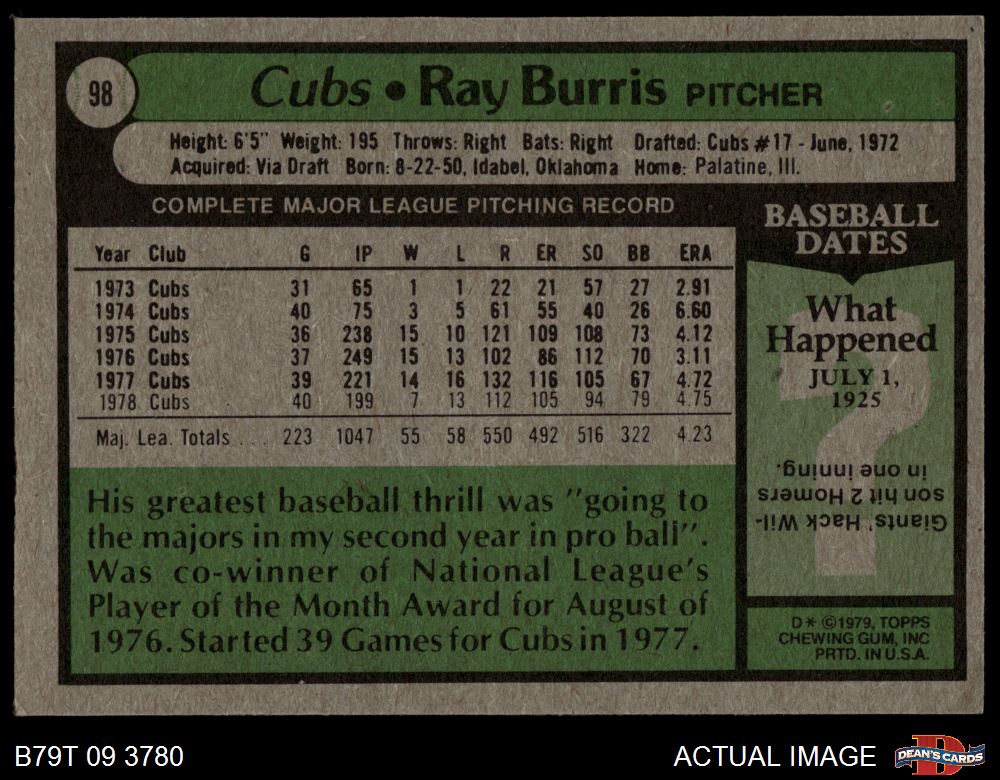 98
Cubs • Ray Burris PITCHER
Height: 6'5" Weight: 195 Throws: Right Bats: Right Drafted: Cubs #17 - June, 1972
Acquired: Via Draft Born: 8-22-50, Idabel, Oklahoma Home: Palatine, Ill.
COMPLETE MAJOR LEAGUE PITCHING RECORD
Year Club G IP W L R ER SO BB ERA
1973 Cubs 31 65 1 1 22 21 57 27 2.91
1974 Cubs 40 75 3 5 61 55 40 26 6.60
1975 Cubs 36 238 15 10 121 109 108 73 4.12
1976 Cubs 37 249 15 13 102 86 112 70 3.11
1977 Cubs 39 221 14 16 132 116 105 67 4.72
1978 Cubs 40 199 7 13 112 105 94 79 4.75
Maj. Lea. Totals . . . 223 1047 55 58 550 492 516 322 4.23
His greatest baseball thrill was "going to
the majors in my second year in pro ball".
Was co-winner of National League's
Player of the Month Award for August of
1976. Started 39 Games for Cubs in 1977.
BASEBALL
DATES
What
Happened
JULY 1,
1925
?
Giants' Hack Wil-
son hit 2 Homers
in one inning.
D* ©1979, TOPPS
CHEWING GUM, INC
PRTD. IN U.S.A.
B79T 09 3780
ACTUAL IMAGE
D
DEAN'S CARDS